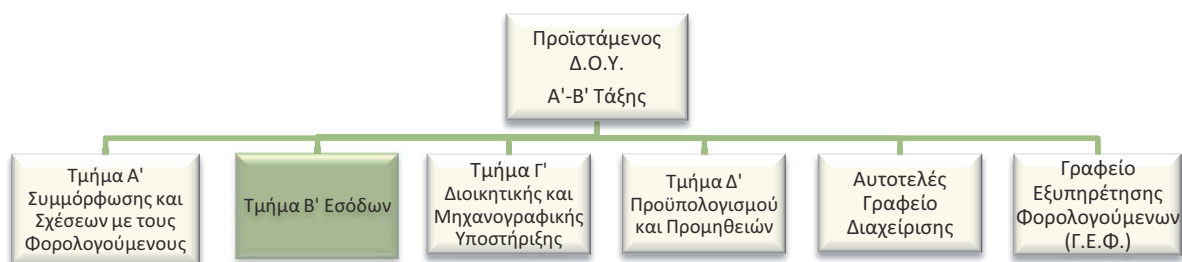 Προϊστάμενος
Δ.Ο.Υ.
Α'-Β' Τάξης
Τμήμα Α'
Συμμόρφωσης και
Σχέσεων με τους
Φορολογούμενους
Τμήμα Β' Εσόδων
Τμήμα Γ'
Διοικητικής και
Μηχανογραφικής
Υποστήριξης
Τμήμα Δ'
Προϋπολογισμού
και Προμηθειών
Αυτοτελές
Γραφείο
Διαχείρισης
Γραφείο
Εξυπηρέτησης
Φορολογούμενων
(Γ.Ε.Φ.)